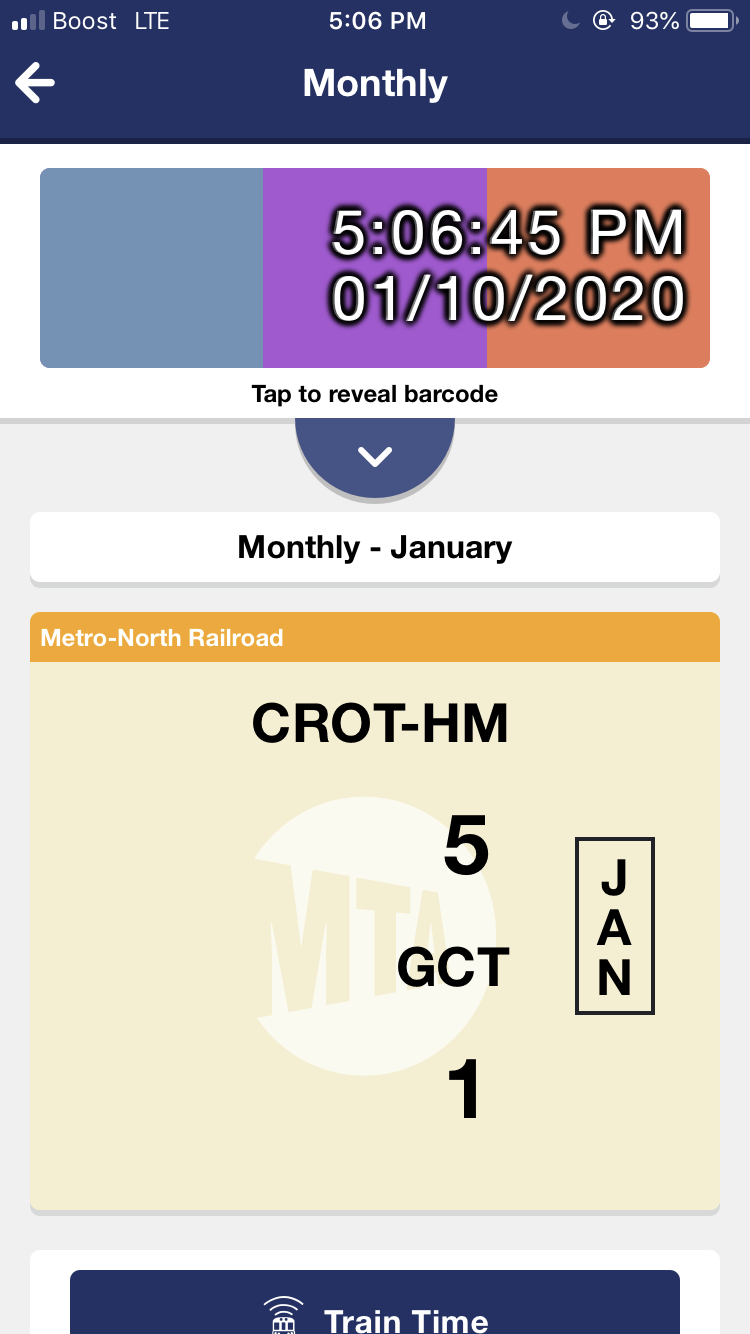 Boost LTE 5:06 PM 93%
Monthly
5:06:45 PM
01/10/2020
Tap to reveal barcode
Monthly - January
Metro-North Railroad
CROT-HM
5
GCT
1
J
A
N
MTA
Train Time